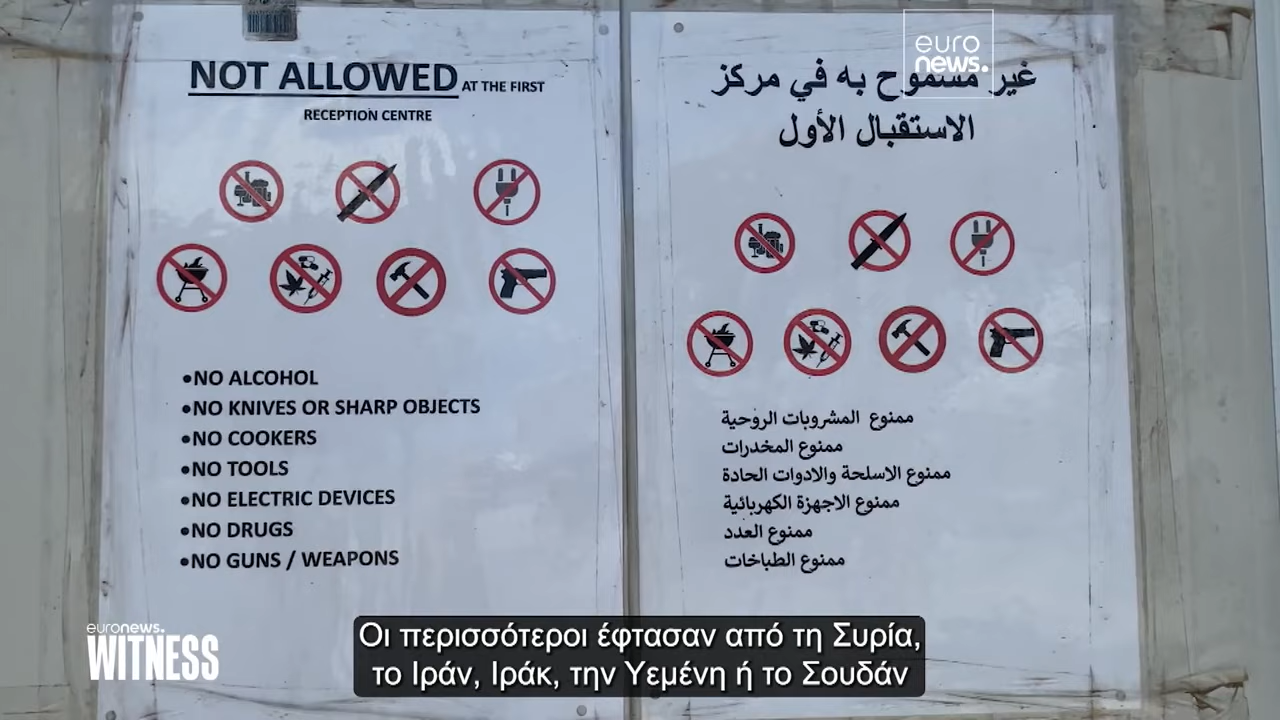 NOT ALLOWED AT THE FIRST
RECEPTION CENTRE
•NO ALCOHOL
•NO KNIVES OR SHARP OBJECTS
•NO COOKERS
•NO TOOLS
•NO ELECTRIC DEVICES
•NO DRUGS
•NO GUNS / WEAPONS
غير مسموح به في مركز
الاستقبال الأول
ممنوع المشروبات الروحية
ممنوع المخدرات
ممنوع الاسلحة والادوات الحادة
ممنوع الاجهزة الكهربائية
ممنوع العدد
ممنوع الطباخات
euro
news.
euronews.
WITNESS
Οι περισσότεροι έφτασαν από τη Συρία,
το Ιράν, Ιράκ, την Υεμένη ή το Σουδάν